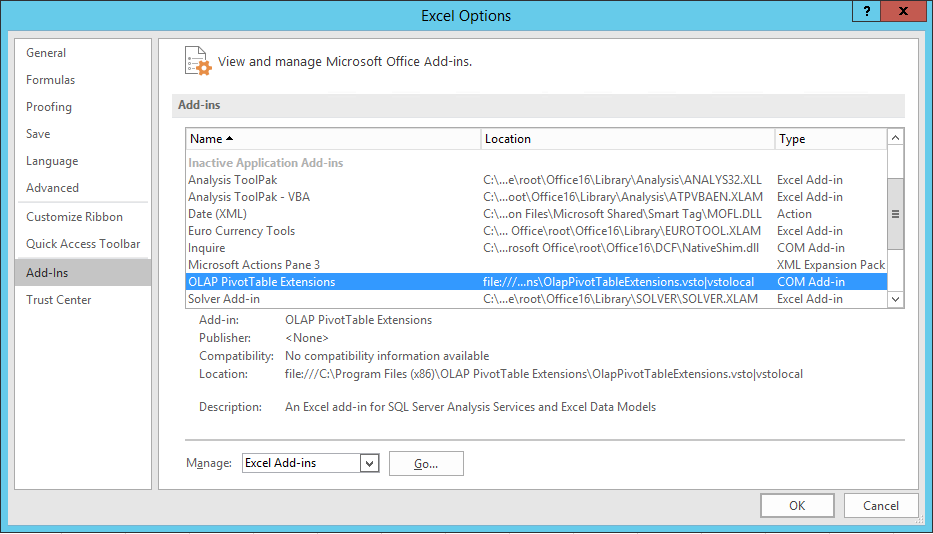 Excel Options
?
x
General
Formulas
Proofing
Save
Language
Advanced
Customize Ribbon
Quick Access Toolbar
Add-Ins
Trust Center
View and manage Microsoft Office Add-ins.
Add-ins
Name Location Type
Inactive Application Add-ins
Analysis ToolPak C:\...e\root\Office16\Library\Analysis\ANALYS32.XLL Excel Add-in
Analysis ToolPak - VBA C:\...oot\Office16\Library\Analysis\ATPVBAEN.XLAM Excel Add-in
Date (XML) C:\...on Files\Microsoft Shared\Smart Tag\MOFL.DLL Action
Euro Currency Tools C:\... Office\root\Office16\Library\EUROTOOL.XLAM Excel Add-in
Inquire C:\...rosoft Office\root\Office16\DCF\NativeShim.dll COM Add-in
Microsoft Actions Pane 3 XML Expansion Pack
OLAP PivotTable Extensions file:///...ns\OlapPivotTableExtensions.vsto|vstolocal COM Add-in
Solver Add-in C:\...e\root\Office16\Library\SOLVER\SOLVER.XLAM Excel Add-in
Add-in: OLAP PivotTable Extensions
Publisher: <None>
Compatibility: No compatibility information available
Location: file:///C:\Program Files (x86)\OLAP PivotTable Extensions\OlapPivotTableExtensions.vsto|vstolocal
Description: An Excel add-in for SQL Server Analysis Services and Excel Data Models
Manage: Excel Add-ins Go...
OK Cancel